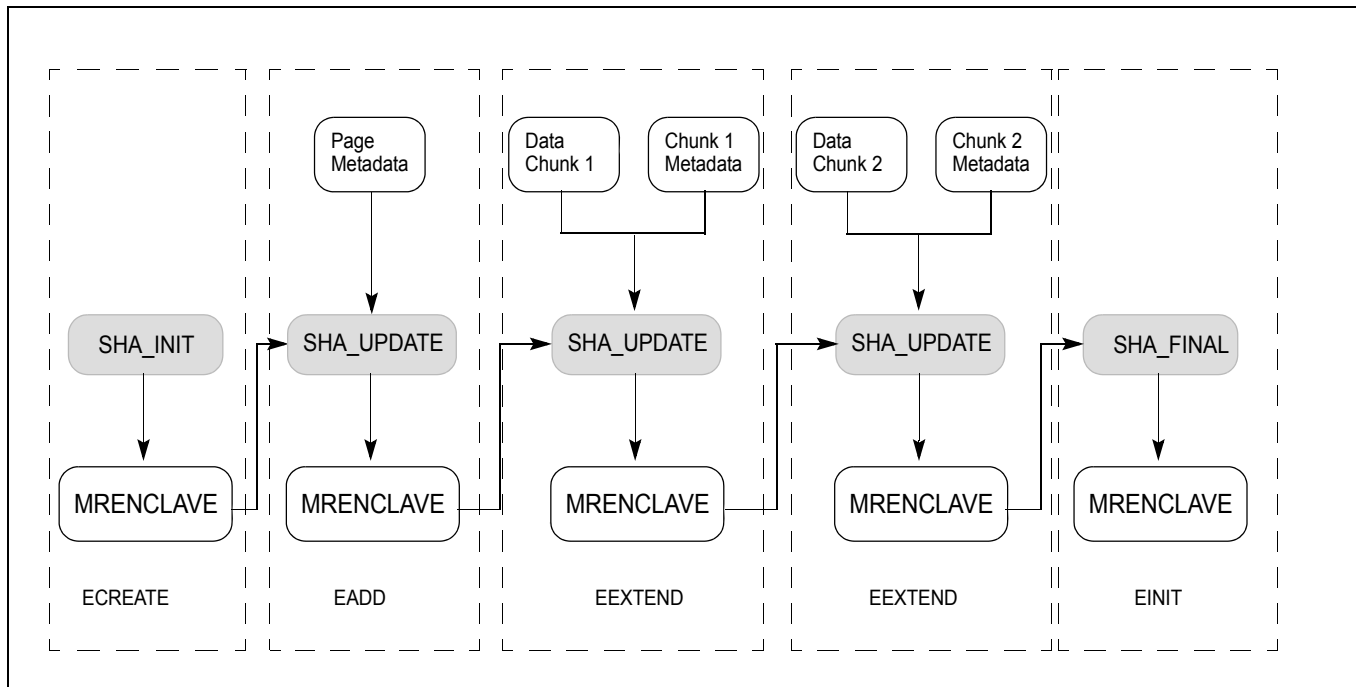 Page
Metadata
Data
Chunk 1
Chunk 1
Metadata
Data
Chunk 2
Chunk 2
Metadata
SHA_INIT
SHA_UPDATE
SHA_UPDATE
SHA_UPDATE
SHA_FINAL
MRENCLAVE
MRENCLAVE
MRENCLAVE
MRENCLAVE
MRENCLAVE
ECREATE
EADD
EEXTEND
EEXTEND
EINIT